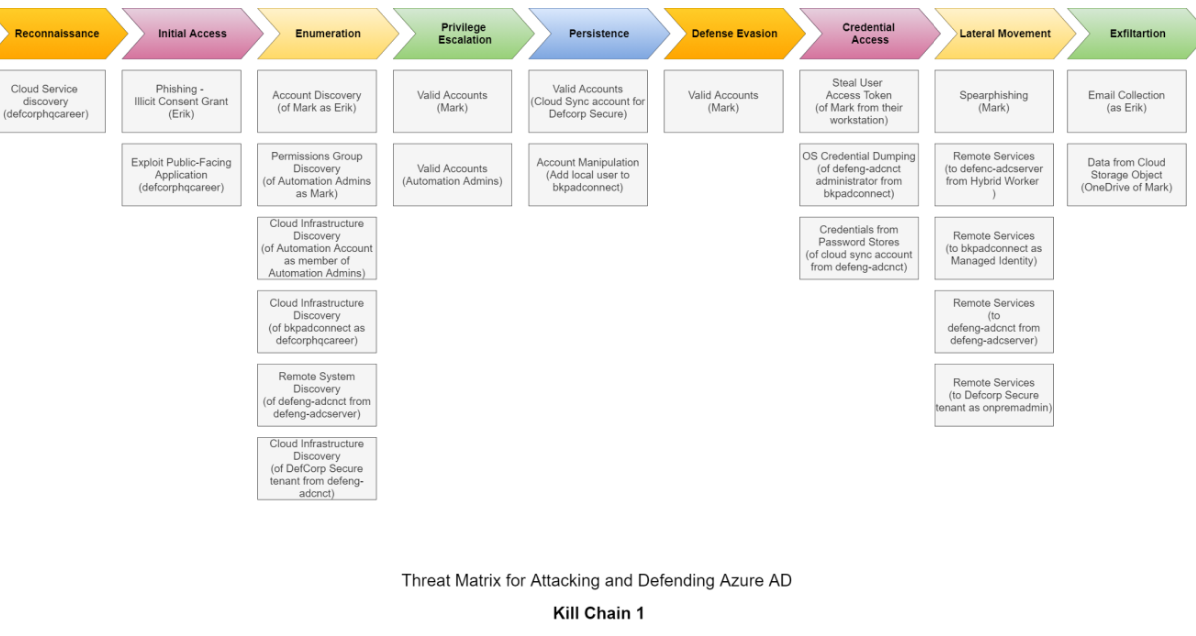 Reconnaissance
Initial Access
Enumeration
Privilege
Escalation
Persistence
Defense Evasion
Credential
Access
Lateral Movement
Exfiltartion
Cloud Service
discovery
(defcorphqcareer)
Phishing -
Illicit Consent Grant
(Erik)
Account Discovery
(of Mark as Erik)
Valid Accounts
(Mark)
Valid Accounts
(Cloud Sync account for
Defcorp Secure)
Valid Accounts
(Mark)
Steal User
Access Token
(of Mark from their
workstation)
Spearphishing
(Mark)
Email Collection
(as Erik)
Exploit Public-Facing
Application
(defcorphqcareer)
Permissions Group
Discovery
(of Automation Admins
as Mark)
Valid Accounts
(Automation Admins)
Account Manipulation
(Add local user to
bkpadconnect)
OS Credential Dumping
(of defeng-adcnct
administrator from
bkpadconnect)
Remote Services
(to defenc-adcserver
from Hybrid Worker
)
Data from Cloud
Storage Object
(OneDrive of Mark)
Cloud Infrastructure
Discovery
(of Automation Account
as member of
Automation Admins)
Credentials from
Password Stores
(of cloud sync account
from defeng-adcnct)
Remote Services
(to bkpadconnect as
Managed Identity)
Cloud Infrastructure
Discovery
(of bkpadconnect as
defcorphqcareer)
Remote Services
(to
defeng-adcnct from
defeng-adcserver)
Remote System
Discovery
(of defeng-adcnct from
defeng-adcserver)
Remote Services
(to Defcorp Secure
tenant as onpremadmin)
Cloud Infrastructure
Discovery
(of DefCorp Secure
tenant from defeng-
adcnct)
Threat Matrix for Attacking and Defending Azure AD
Kill Chain 1